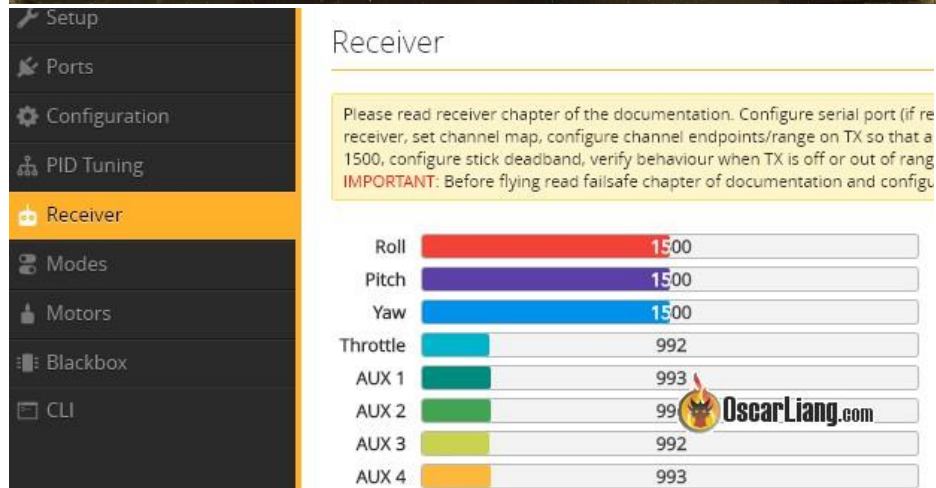 Setup
Ports
Configuration
PID Tuning
Receiver
Modes
Motors
Blackbox
CLI
Receiver
Please read receiver chapter of the documentation. Configure serial port (if re
receiver, set channel map, configure channel endpoints/range on TX so that a
1500, configure stick deadband, verify behaviour when TX is off or out of rang
IMPORTANT: Before flying read failsafe chapter of documentation and configu
Roll 1500
Pitch 1500
Yaw 1500
Throttle 992
AUX 1 993
AUX 2
AUX 3 992
AUX 4 993
OscarLiang.com